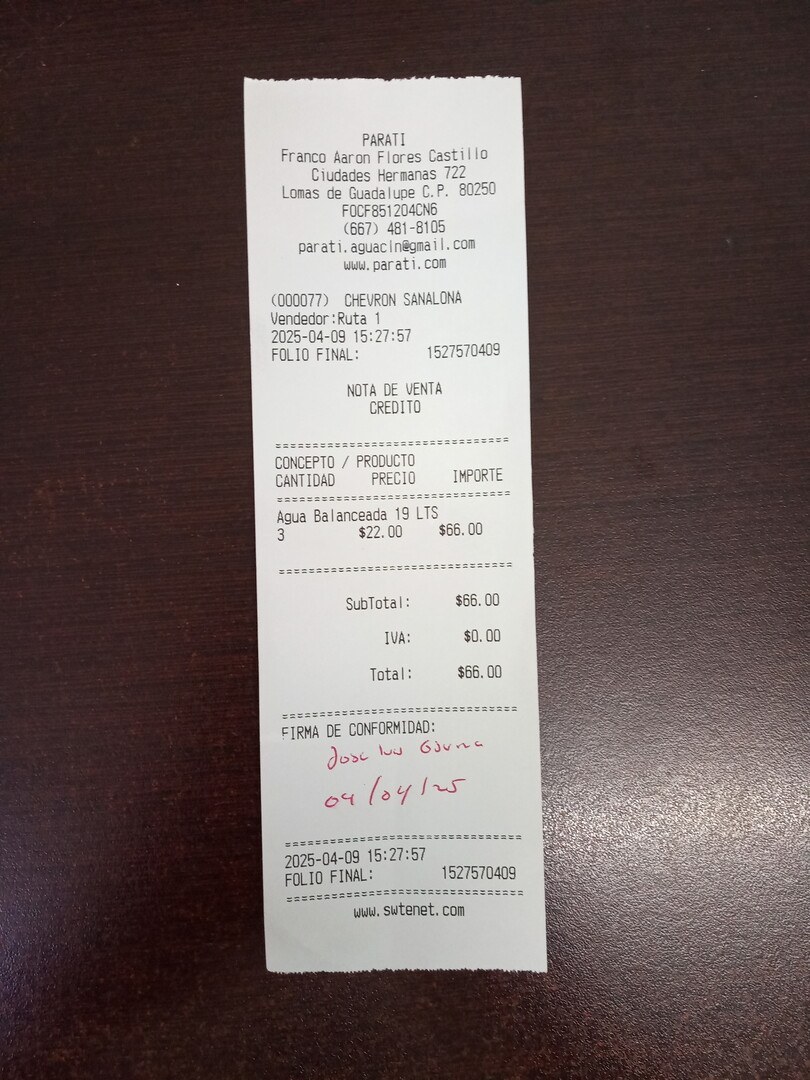 PARATI
Franco Aaron Flores Castillo
Ciudades Hermanas 722
Lomas de Guadalupe C.P. 80250
FOCF851204CN6
(667) 481-8105
parati.aguacln@gmail.com
www.parati.com
(000077) CHEVRON SANALONA
Vendedor:Ruta 1
2025-04-09 15:27:57
FOLIO FINAL: 1527570409
NOTA DE VENTA
CREDITO
===============================
CONCEPTO / PRODUCTO
CANTIDAD PRECIO IMPORTE
===============================
Agua Balanceada 19 LTS
3 $22.00 $66.00
===============================
SubTotal: $66.00
IVA: $0.00
Total: $66.00
===============================
FIRMA DE CONFORMIDAD:
Jose
09/04/25
===============================
2025-04-09 15:27:57
FOLIO FINAL: 1527570409
===============================
www.swtenet.com